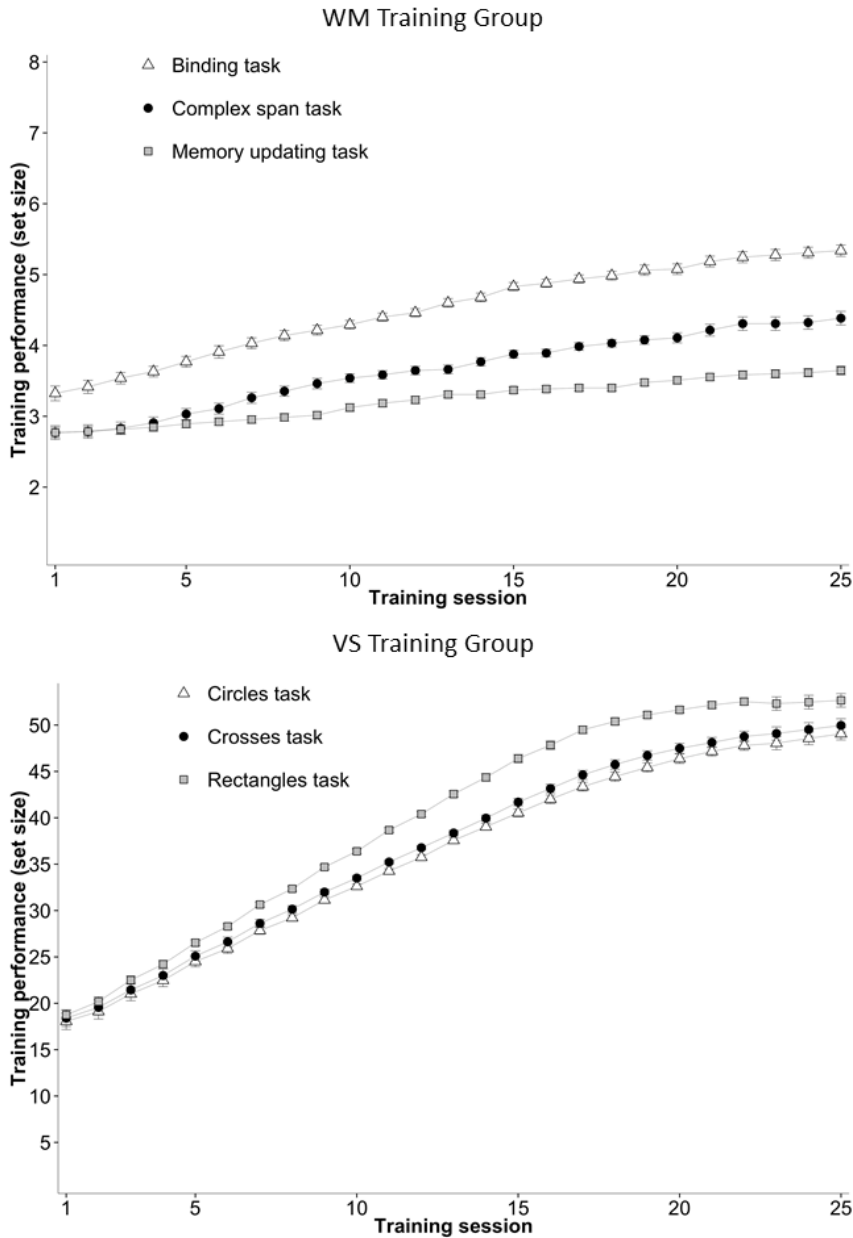 WM Training Group
8
7
6
5
4
3
2
Training performance (set size)
Binding task
Complex span task
Memory updating task
1 5 10 15 20 25
Training session
VS Training Group
50
45
40
35
30
25
20
15
10
5
Training performance (set size)
Circles task
Crosses task
Rectangles task
1 5 10 15 20 25
Training session